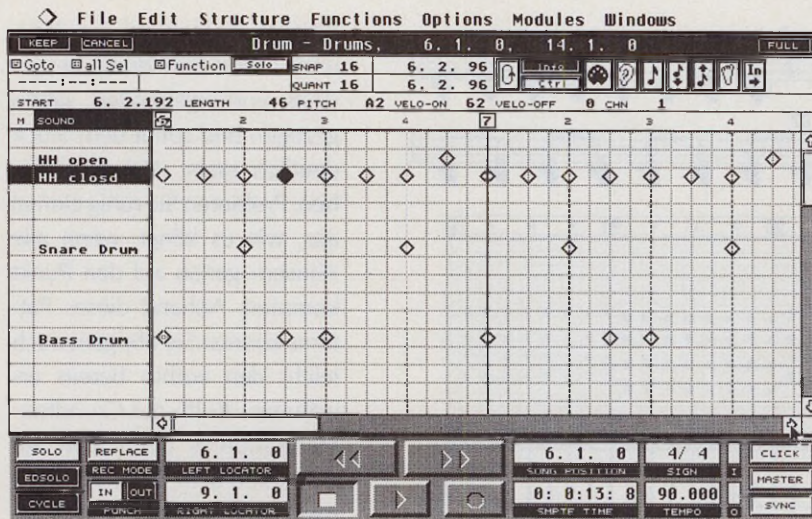 File Edit Structure Functions Options Modules Windows
KEEP CANCEL Drum - Drums, 6. 1. 0, 14. 1. 0 FULL
Goto all Sel Function Solo SNAP 16 6. 2. 96 Info
----:--:---- QUANT 16 6. 2. 96 Ctrl In
START 6. 2.192 LENGTH 46 PITCH A2 VELO-ON 62 VELO-OFF 0 CHN 1
M SOUND 2 3 4 7 2 3 4
HH open
HH closd
Snare Drum
Bass Drum
SOLO REPLACE 6. 1. 0 << >> 6. 1. 0 4/ 4 CLICK
EDSOLO REC MODE LEFT LOCATOR SONG POSITION SIGN I MASTER
CYCLE IN OUT 9. 1. 0 > 0: 0:13: 8 90.000 SYNC
PUNCH RIGHT LOCATOR SMPTE TIME TEMPO O